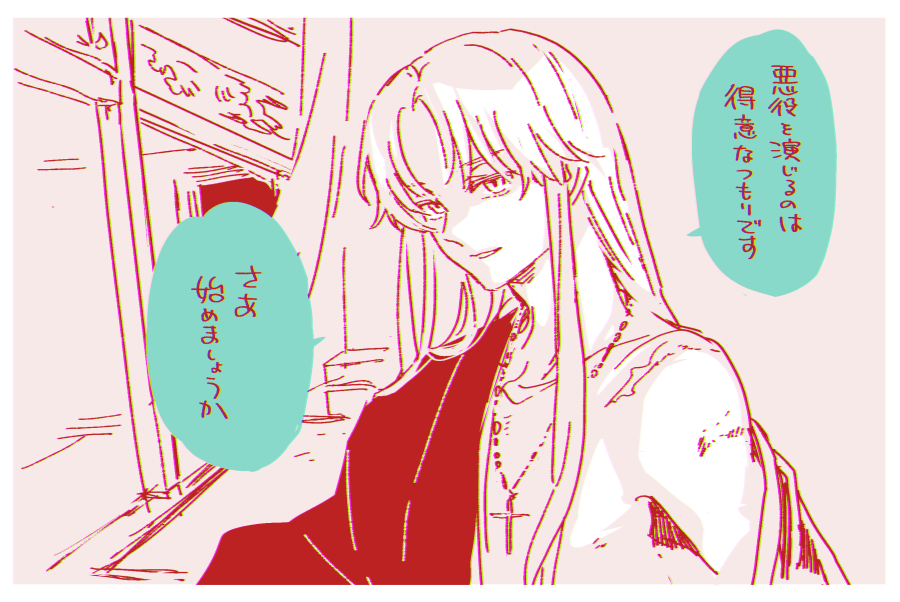 悪役を演じるのは
得意なつもりです
さあ
始めましょうか